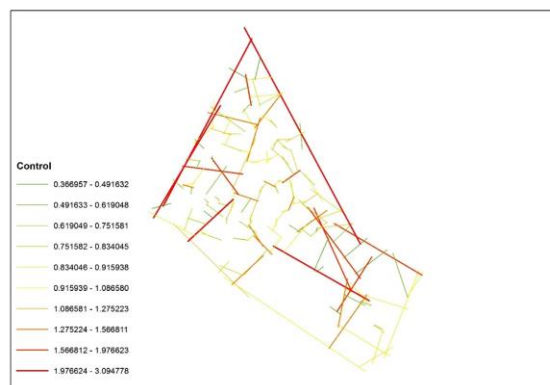 Control
0.366957 - 0.491632
0.491633 - 0.619048
0.619049 - 0.751581
0.751582 - 0.834045
0.834046 - 0.915938
0.915939 - 1.086580
1.086581 - 1.275223
1.275224 - 1.566811
1.566812 - 1.976623
1.976624 - 3.094778